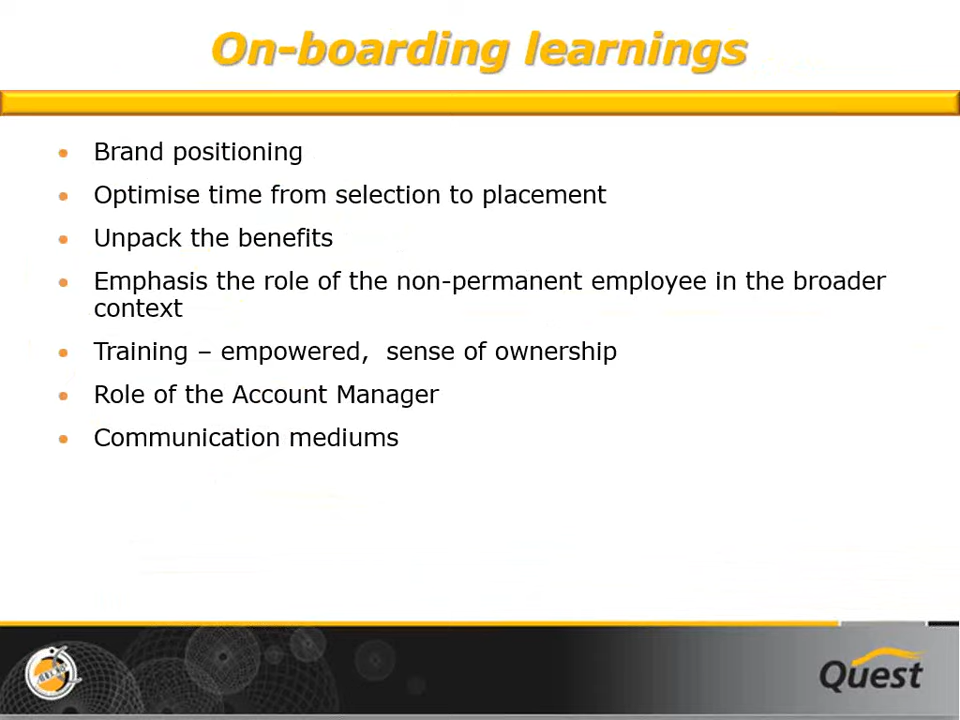 On-boarding learnings
• Brand positioning
• Optimise time from selection to placement
• Unpack the benefits
• Emphasis the role of the non-permanent employee in the broader
context
• Training – empowered,  sense of ownership
• Role of the Account Manager
• Communication mediums
Quest